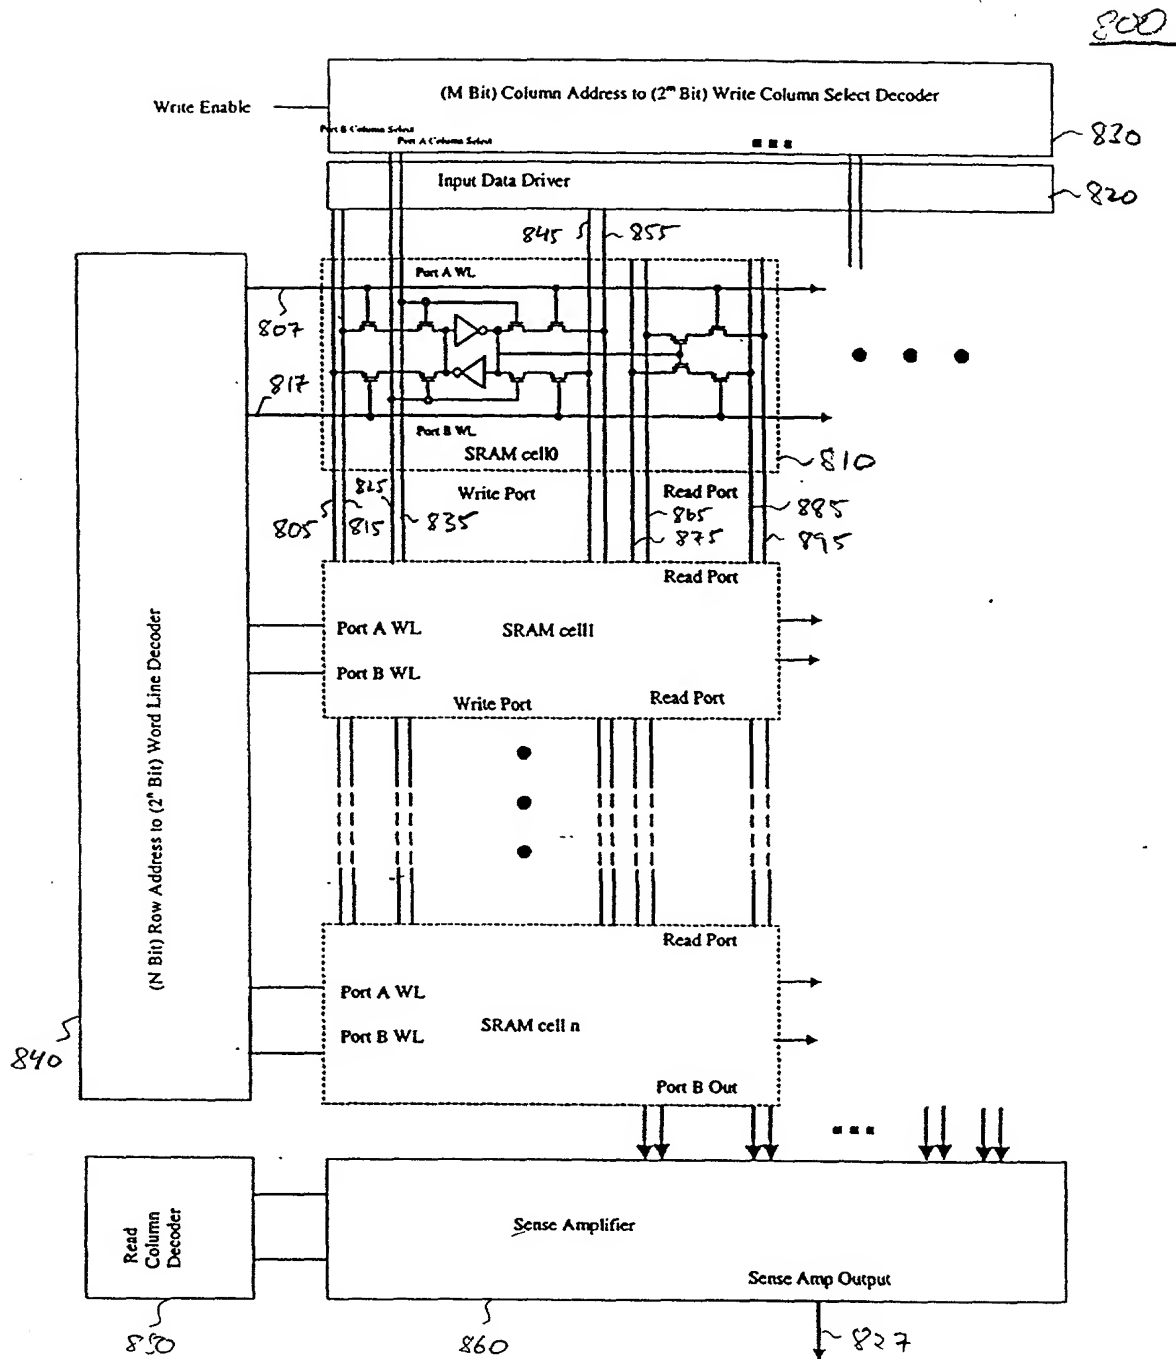 800
(M Bit) Column Address to (2ᵐ Bit) Write Column Select Decoder
Write Enable
Port B Column Select
Port A Column Select
830
Input Data Driver
820
845
855
Port A WL
807
817
Port B WL
SRAM cell0
810
825
Write Port
Read Port
805
815
835
865
885
875
895
Read Port
Port A WL
SRAM cell1
Port B WL
Write Port
Read Port
(N Bit) Row Address to (2ⁿ Bit) Word Line Decoder
Read Port
Port A WL
SRAM cell n
Port B WL
840
Port B Out
Read
Column
Decoder
Sense Amplifier
Sense Amp Output
850
860
827